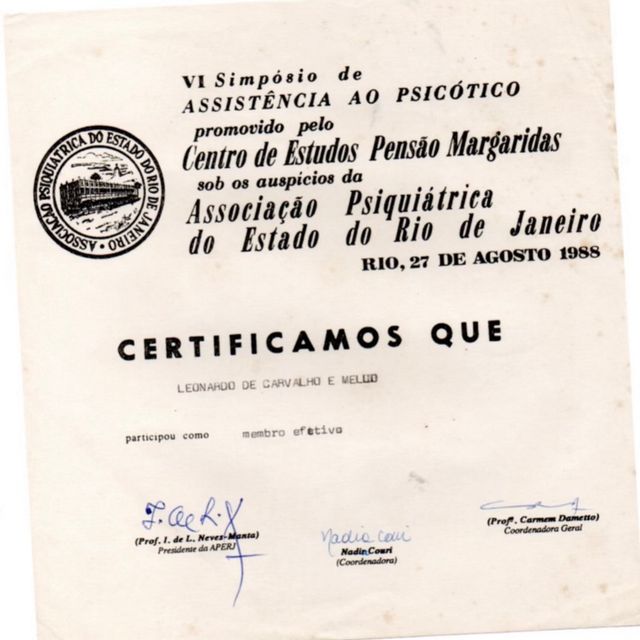 VI Simpósio de
ASSISTÊNCIA AO PSICÓTICO
promovido pelo
Centro de Estudos Pensão Margaridas
sob os auspícios da
Associação Psiquiátrica
do Estado do Rio de Janeiro
RIO, 27 DE AGOSTO 1988
ASSOCIAÇÃO PSIQUIATRICA DO ESTADO DO RIO DE JANEIRO
CERTIFICAMOS QUE
LEONARDO DE CARVALHO E
participou como membro efetivo
(Prof. I. de L. Neves-Manta)
Presidente da APERJ
Nadia Couri
Nadir Couri
(Coordenadora)
(Profª. Carmem Dametto)
Coordenadora Geral